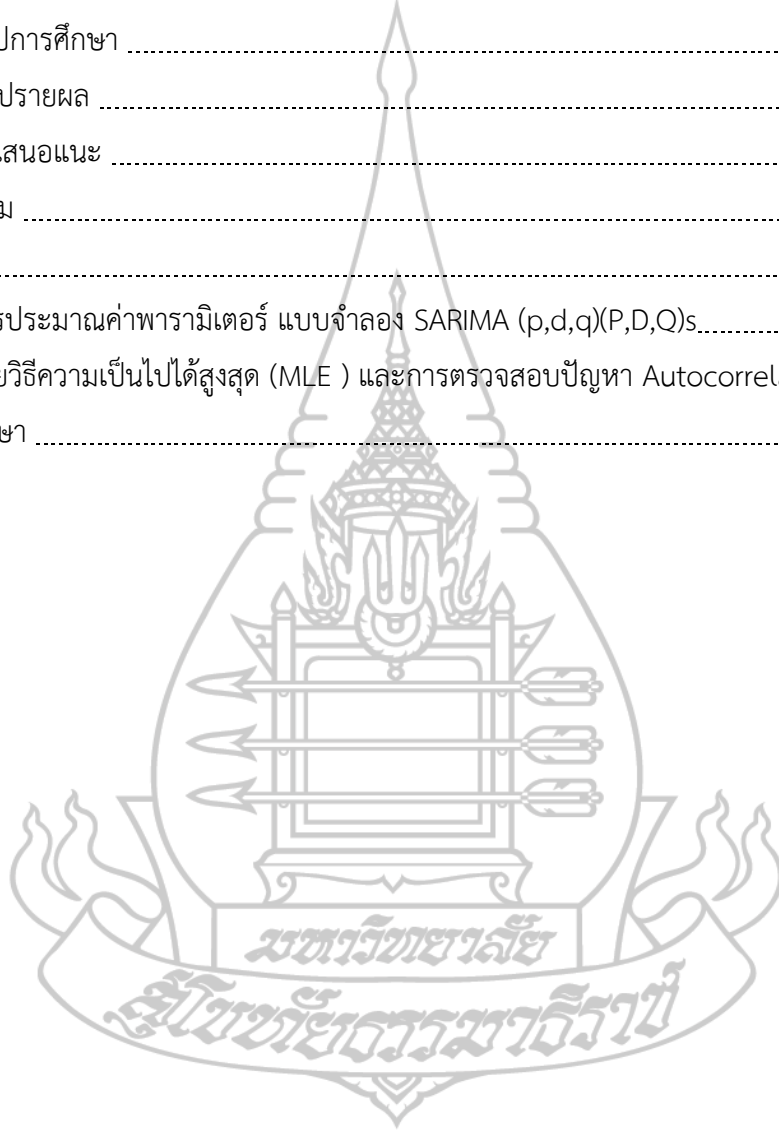 ปการศึกษา
ปรายผล
เสนอแนะ
ม
รประมาณค่าพารามิเตอร์ แบบจำลอง SARIMA (p,d,q)(P,D,Q)s
ยวิธีความเป็นไปได้สูงสุด (MLE ) และการตรวจสอบปัญหา Autocorrela
ษา
มหาวิทยาลัย
สุโขทัยธรรมาธิราช